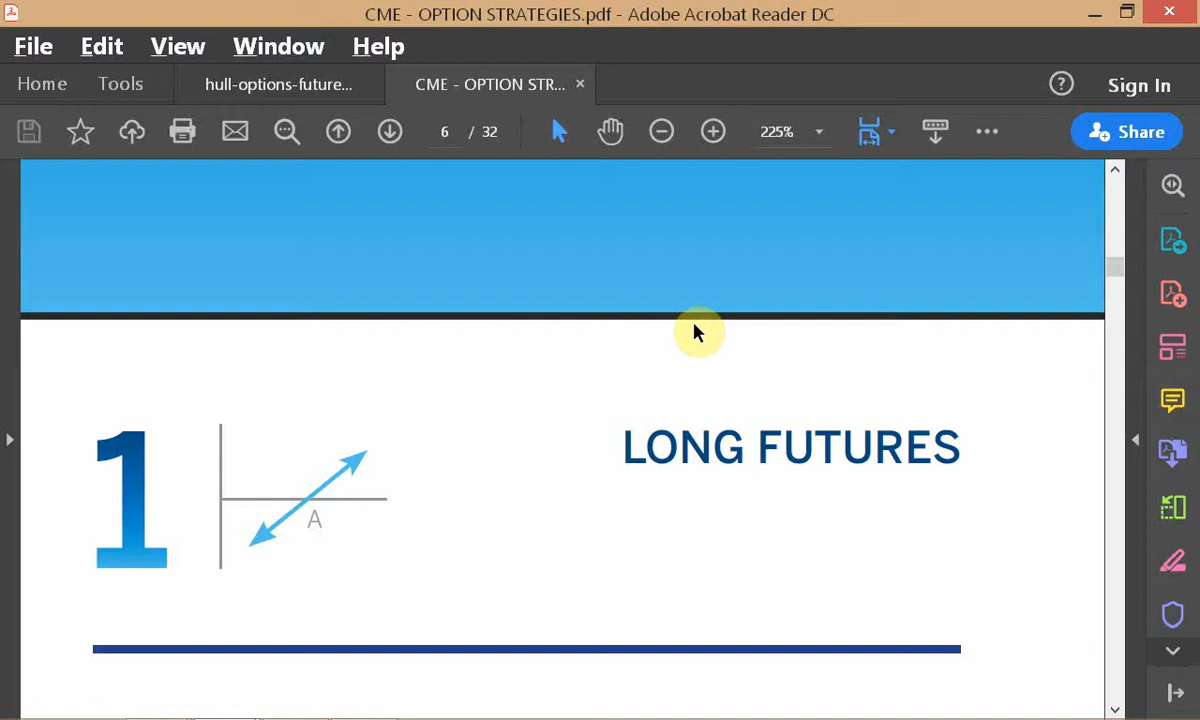 CME - OPTION STRATEGIES.pdf - Adobe Acrobat Reader DC
File Edit View Window Help
Home Tools hull-options-future... CME - OPTION STR... × ? Sign In
6 / 32 225% Share
1 LONG FUTURES
A